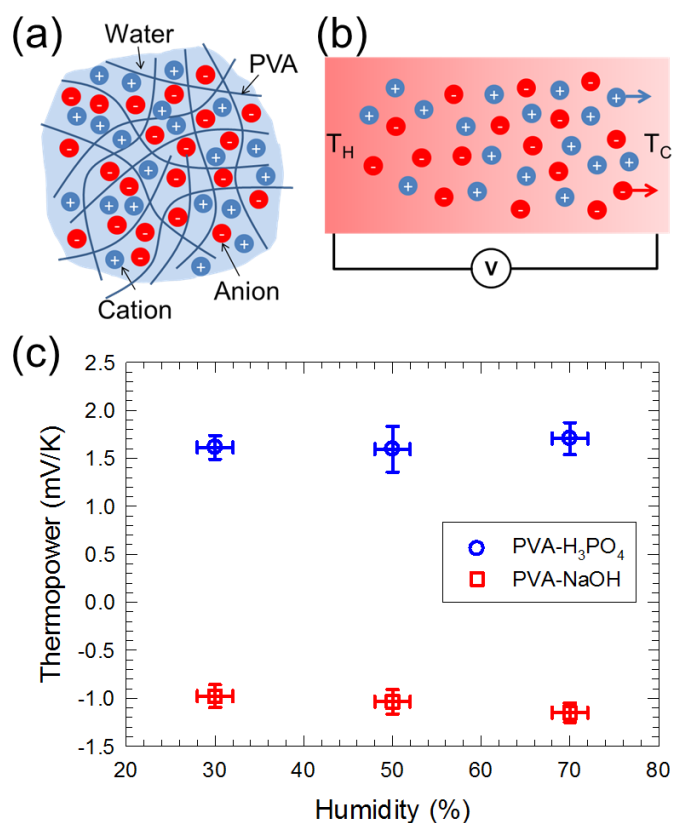 (a)
Water
PVA
Cation
Anion
(b)
T_H
T_C
V
(c)
Thermopower (mV/K)
2.5
2.0
1.5
1.0
0.5
0.0
-0.5
-1.0
-1.5
PVA-H₃PO₄
PVA-NaOH
20 30 40 50 60 70 80
Humidity (%)